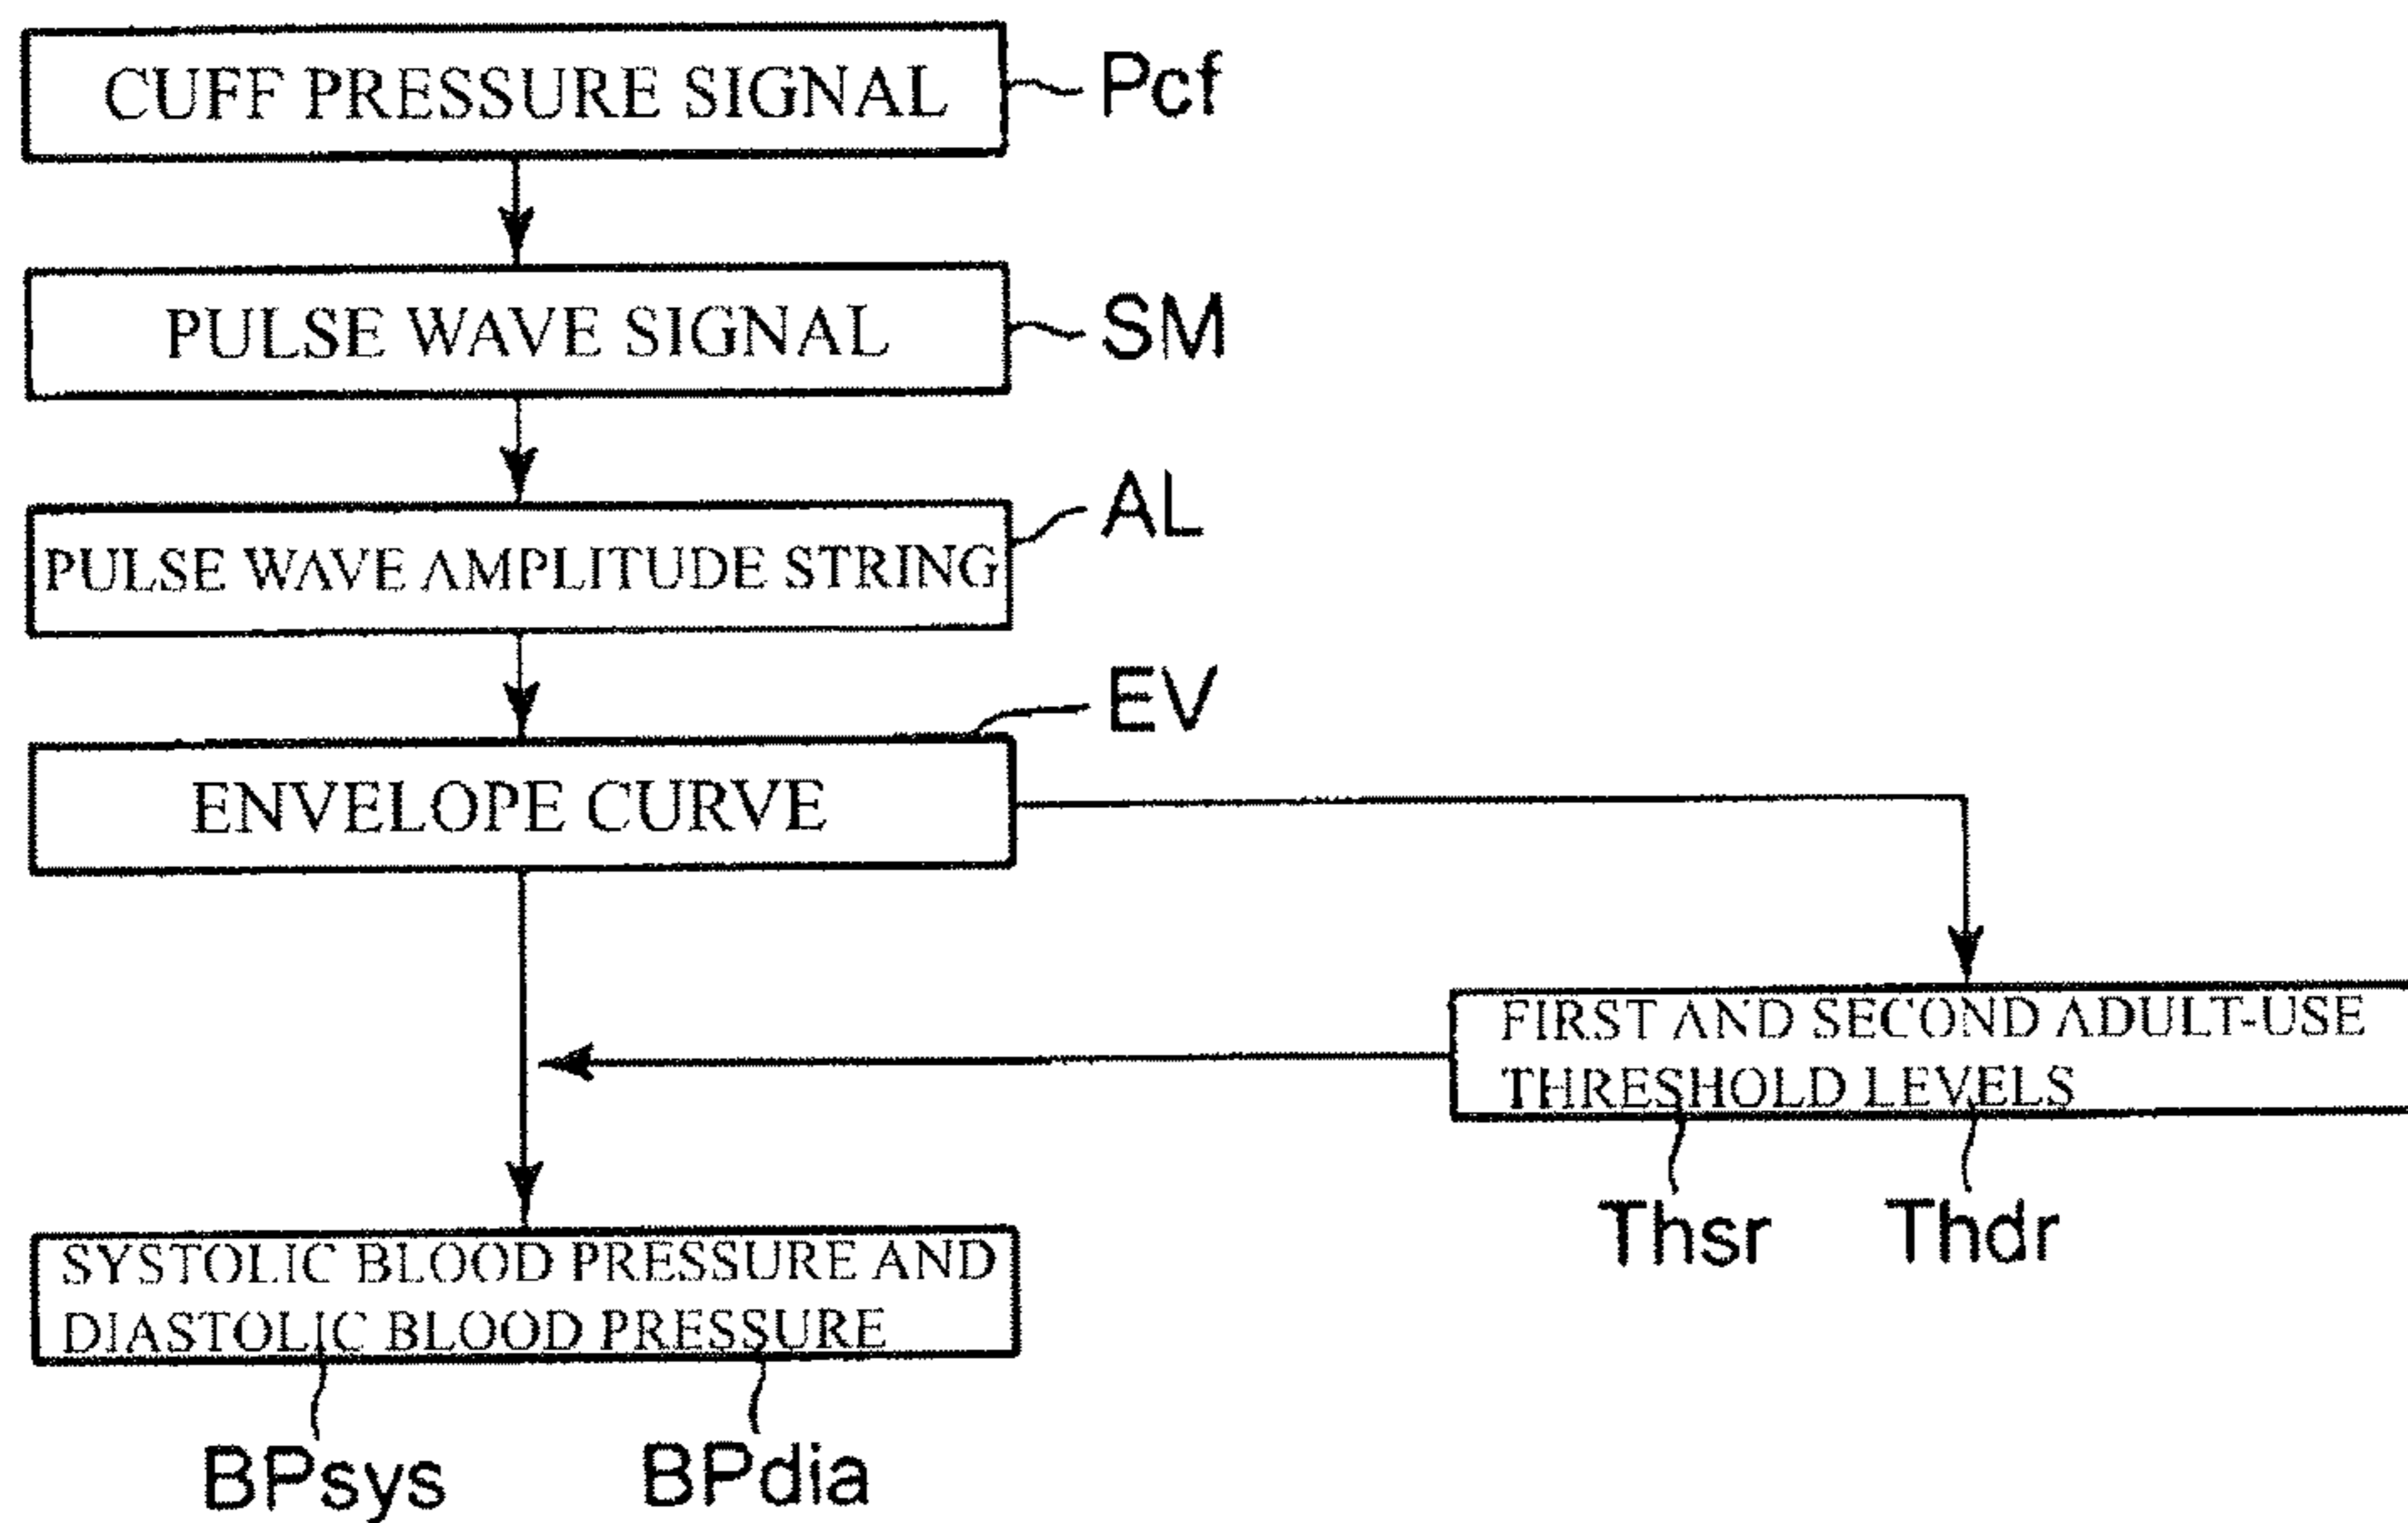 CUFF PRESSURE SIGNAL
Pcf
PULSE WAVE SIGNAL
SM
AL
PULSE WAVE AMPLITUDE STRING
EV
ENVELOPE CURVE
FIRST AND SECOND ADULT-USE
THRESHOLD LEVELS
Thsr Thdr
SYSTOLIC BLOOD PRESSURE AND
DIASTOLIC BLOOD PRESSURE
BPsys BPdia